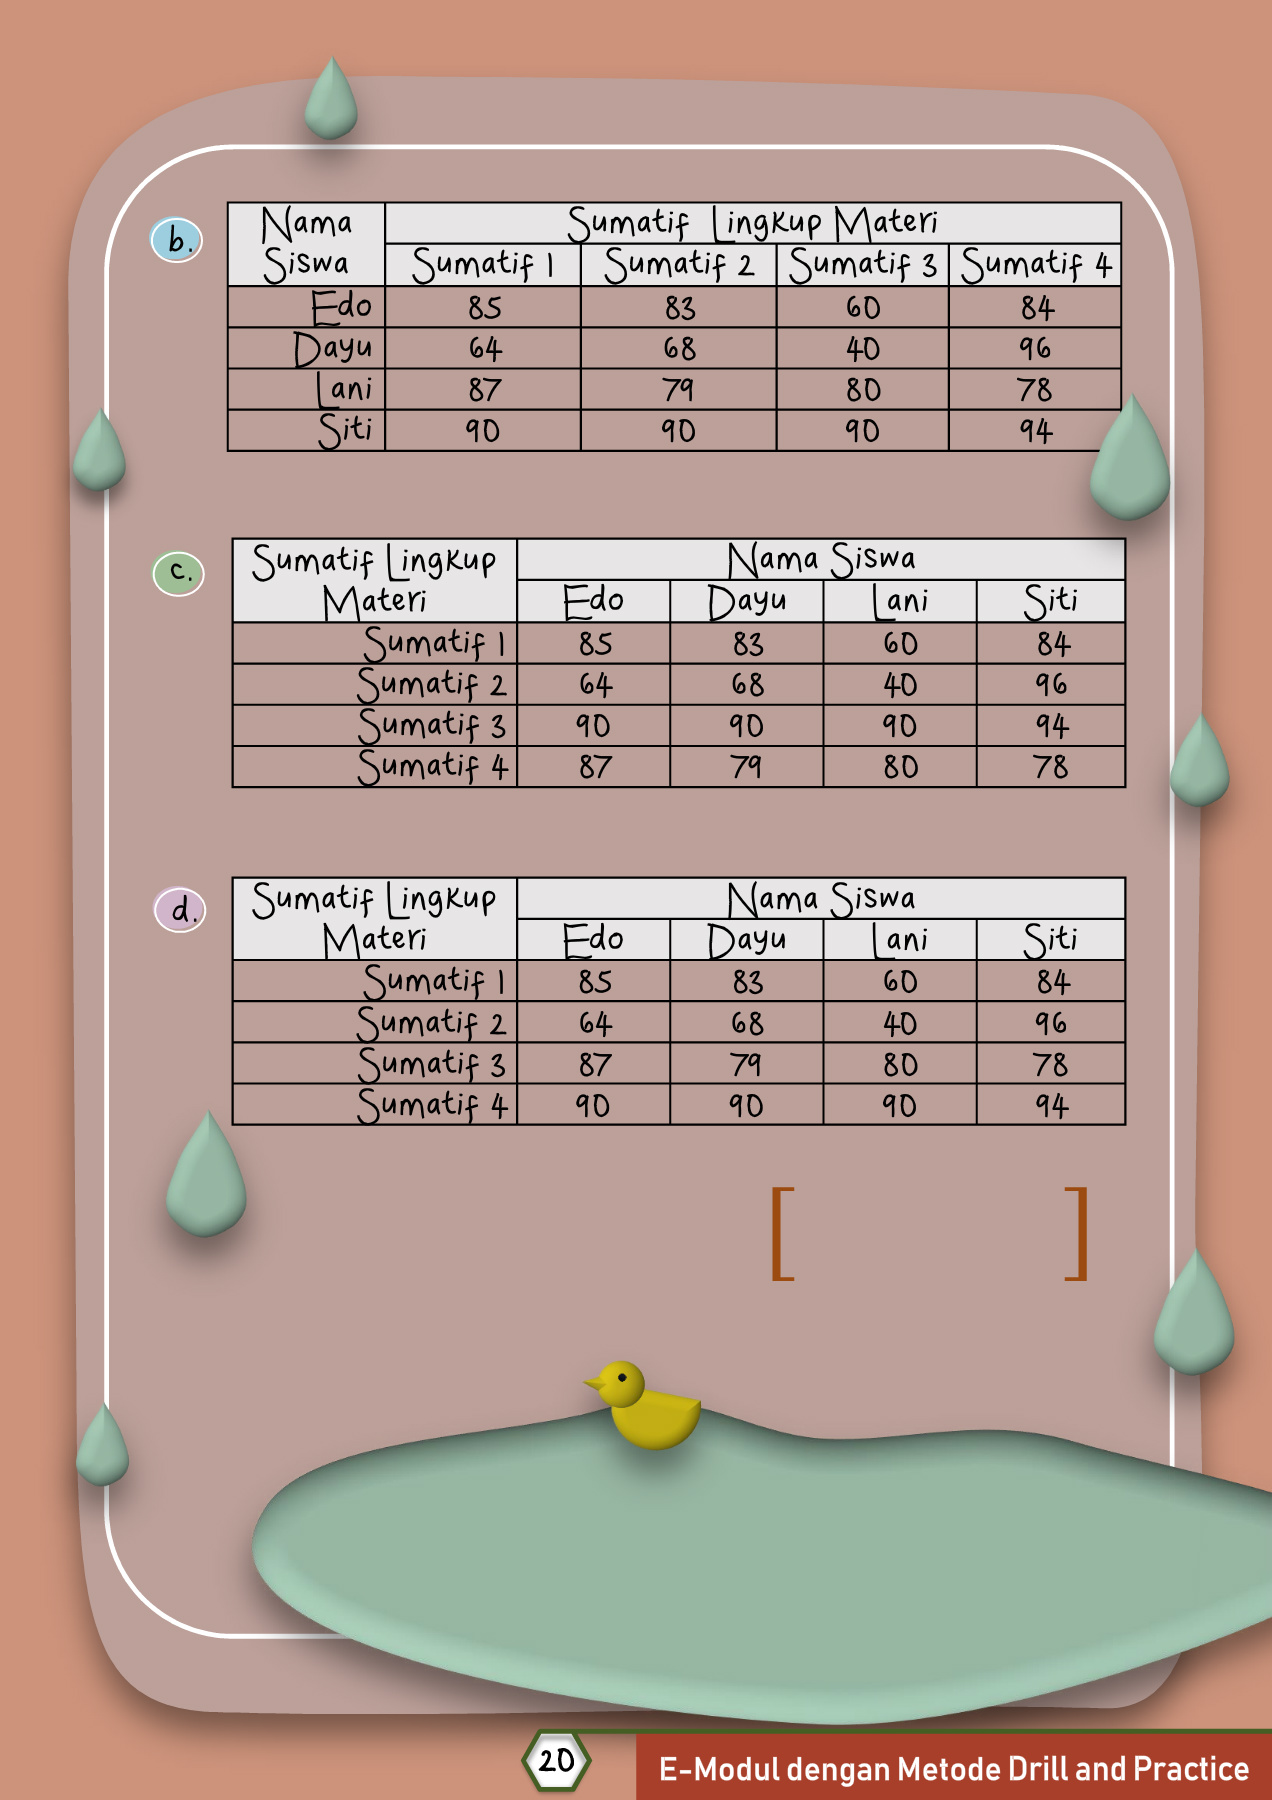 b.
Nama Siswa | Sumatif Lingkup Materi
Sumatif 1 | Sumatif 2 | Sumatif 3 | Sumatif 4
Edo | 85 | 83 | 60 | 84
Dayu | 64 | 68 | 40 | 96
Lani | 87 | 79 | 80 | 78
Siti | 90 | 90 | 90 | 94
c.
Sumatif Lingkup Materi | Nama Siswa
Edo | Dayu | Lani | Siti
Sumatif 1 | 85 | 83 | 60 | 84
Sumatif 2 | 64 | 68 | 40 | 96
Sumatif 3 | 90 | 90 | 90 | 94
Sumatif 4 | 87 | 79 | 80 | 78
d.
Sumatif Lingkup Materi | Nama Siswa
Edo | Dayu | Lani | Siti
Sumatif 1 | 85 | 83 | 60 | 84
Sumatif 2 | 64 | 68 | 40 | 96
Sumatif 3 | 87 | 79 | 80 | 78
Sumatif 4 | 90 | 90 | 90 | 94
[ ]
20
E-Modul dengan Metode Drill and Practice